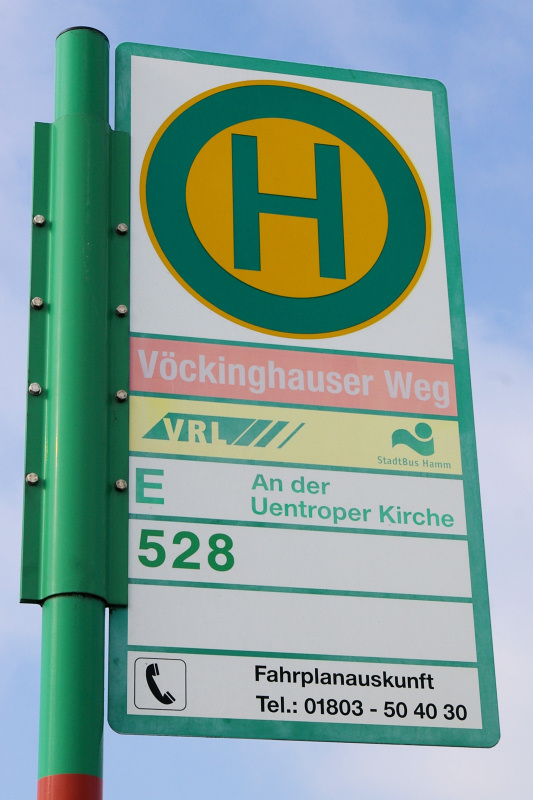 H
Vöckinghauser Weg
VRL
StadtBus Hamm
E An der
Uentroper Kirche
528
Fahrplanauskunft
Tel.: 01803 - 50 40 30